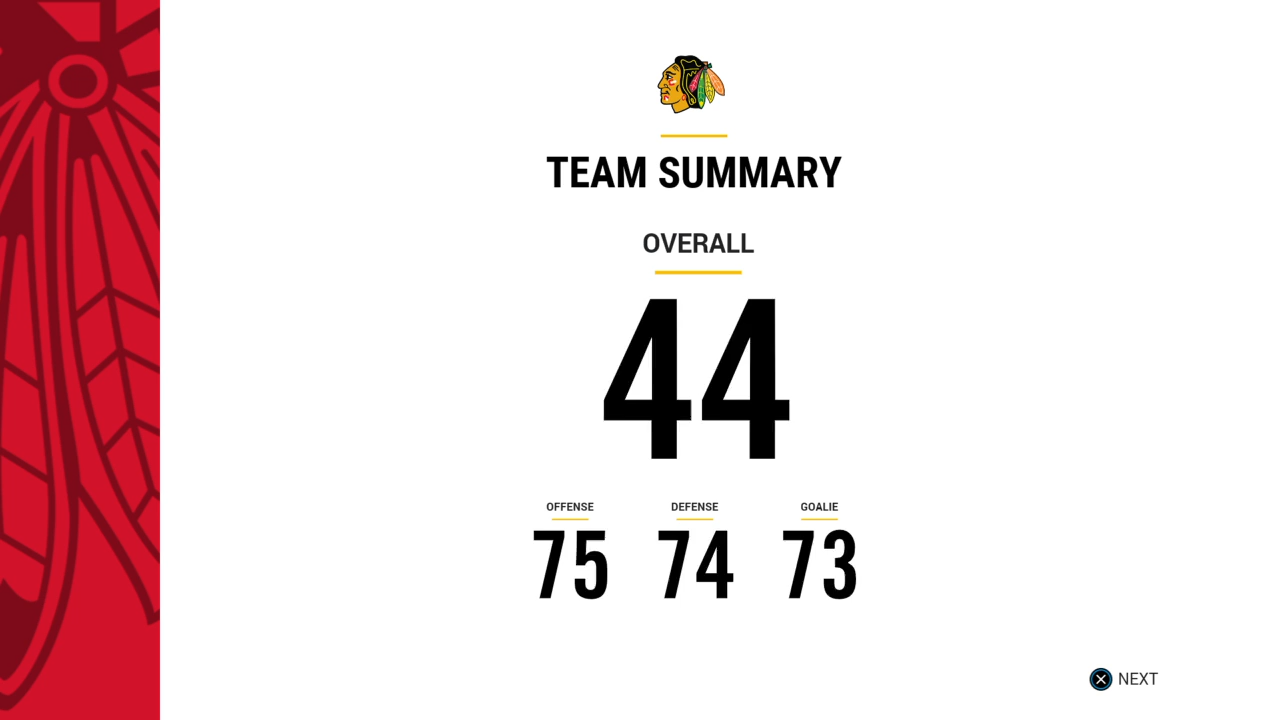 TEAM SUMMARY
OVERALL
44
OFFENSE DEFENSE GOALIE
75 74 73
NEXT